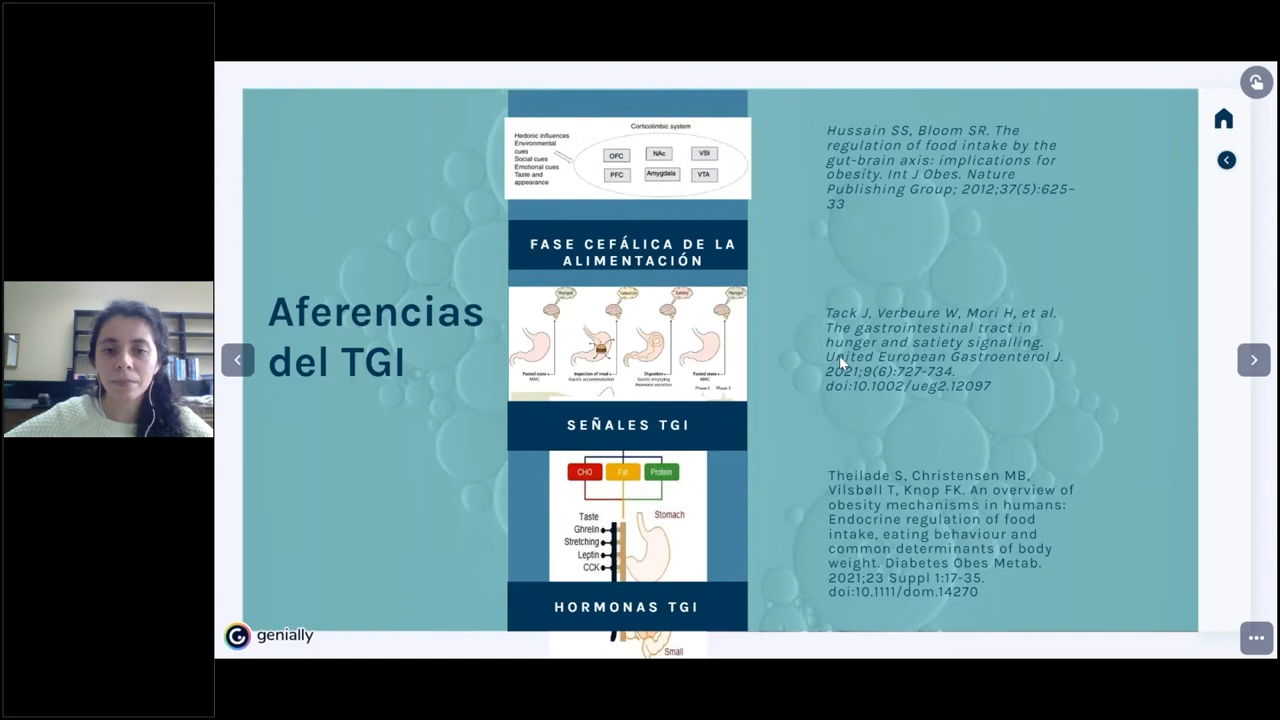 Aferencias
del TGI
Corticolimbic system
Hedonic influences
Environmental
cues
Social cues
Emotional cues
Taste and
appearance
OFC
NAc
VSt
PFC
Amygdala
VTA
FASE CEFÁLICA DE LA
ALIMENTACIÓN
Hunger
Satiation
Satiety
Hunger
Fasted state
MMC
Ingestion of meal
Gastric accommodation
Digestion
Gastric emptying
Hormone secretion
Fasted state
MMC
Phase 2 Phase 3
SEÑALES TGI
CHO
Fat
Protein
Taste
Stomach
Ghrelin
Stretching
Leptin
CCK
HORMONAS TGI
Small
Hussain SS, Bloom SR. The
regulation of food intake by the
gut-brain axis: implications for
obesity. Int J Obes. Nature
Publishing Group; 2012;37(5):625–
33
Tack J, Verbeure W, Mori H, et al.
The gastrointestinal tract in
hunger and satiety signalling.
United European Gastroenterol J.
2021;9(6):727-734.
doi:10.1002/ueg2.12097
Theilade S, Christensen MB,
Vilsbøll T, Knop FK. An overview of
obesity mechanisms in humans:
Endocrine regulation of food
intake, eating behaviour and
common determinants of body
weight. Diabetes Obes Metab.
2021;23 Suppl 1:17-35.
doi:10.1111/dom.14270
genially